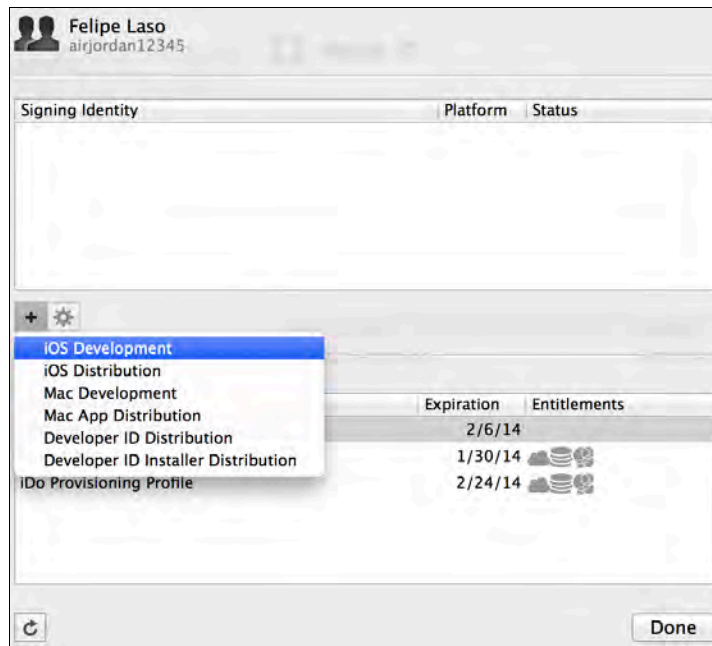 Felipe Laso
airjordan12345
Signing Identity Platform Status
+
iOS Development
iOS Distribution
Mac Development
Mac App Distribution
Developer ID Distribution
Developer ID Installer Distribution
Expiration Entitlements
2/6/14
1/30/14
iDo Provisioning Profile 2/24/14
Done